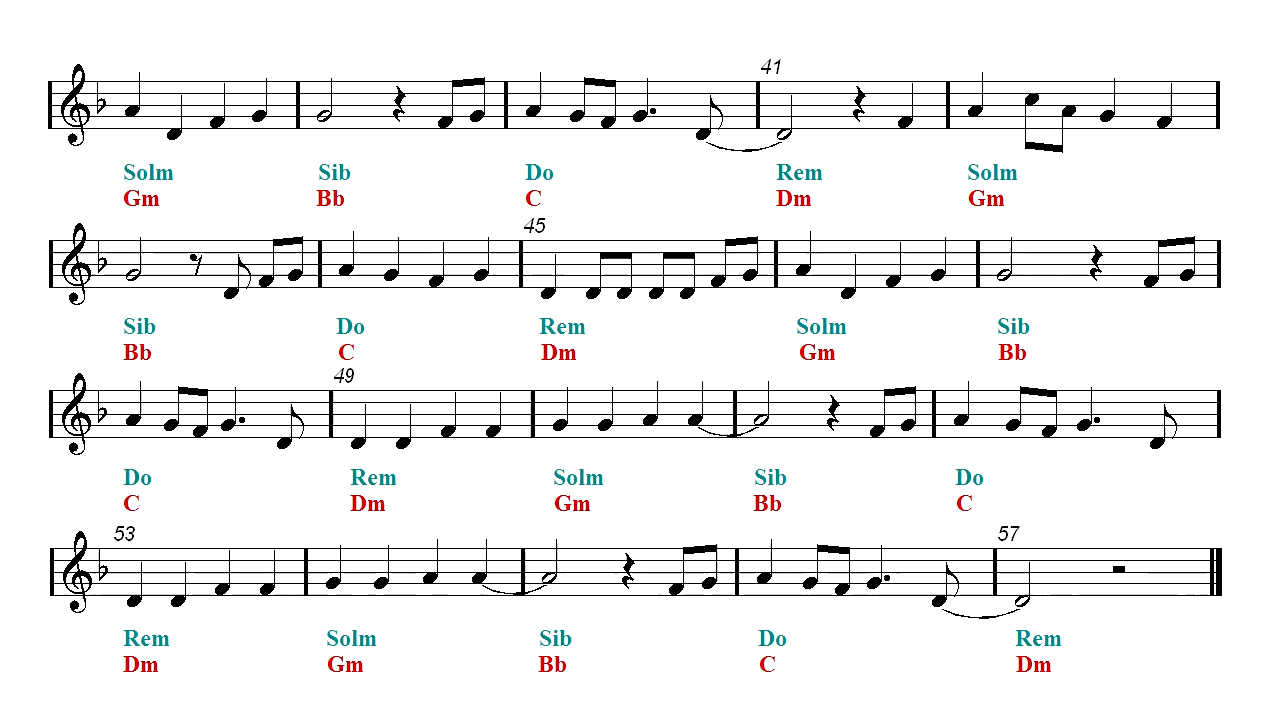 41
Solm Sib Do Rem Solm
Gm Bb C Dm Gm
45
Sib Do Rem Solm Sib
Bb C Dm Gm Bb
49
Do Rem Solm Sib Do
C Dm Gm Bb C
53 57
Rem Solm Sib Do Rem
Dm Gm Bb C Dm